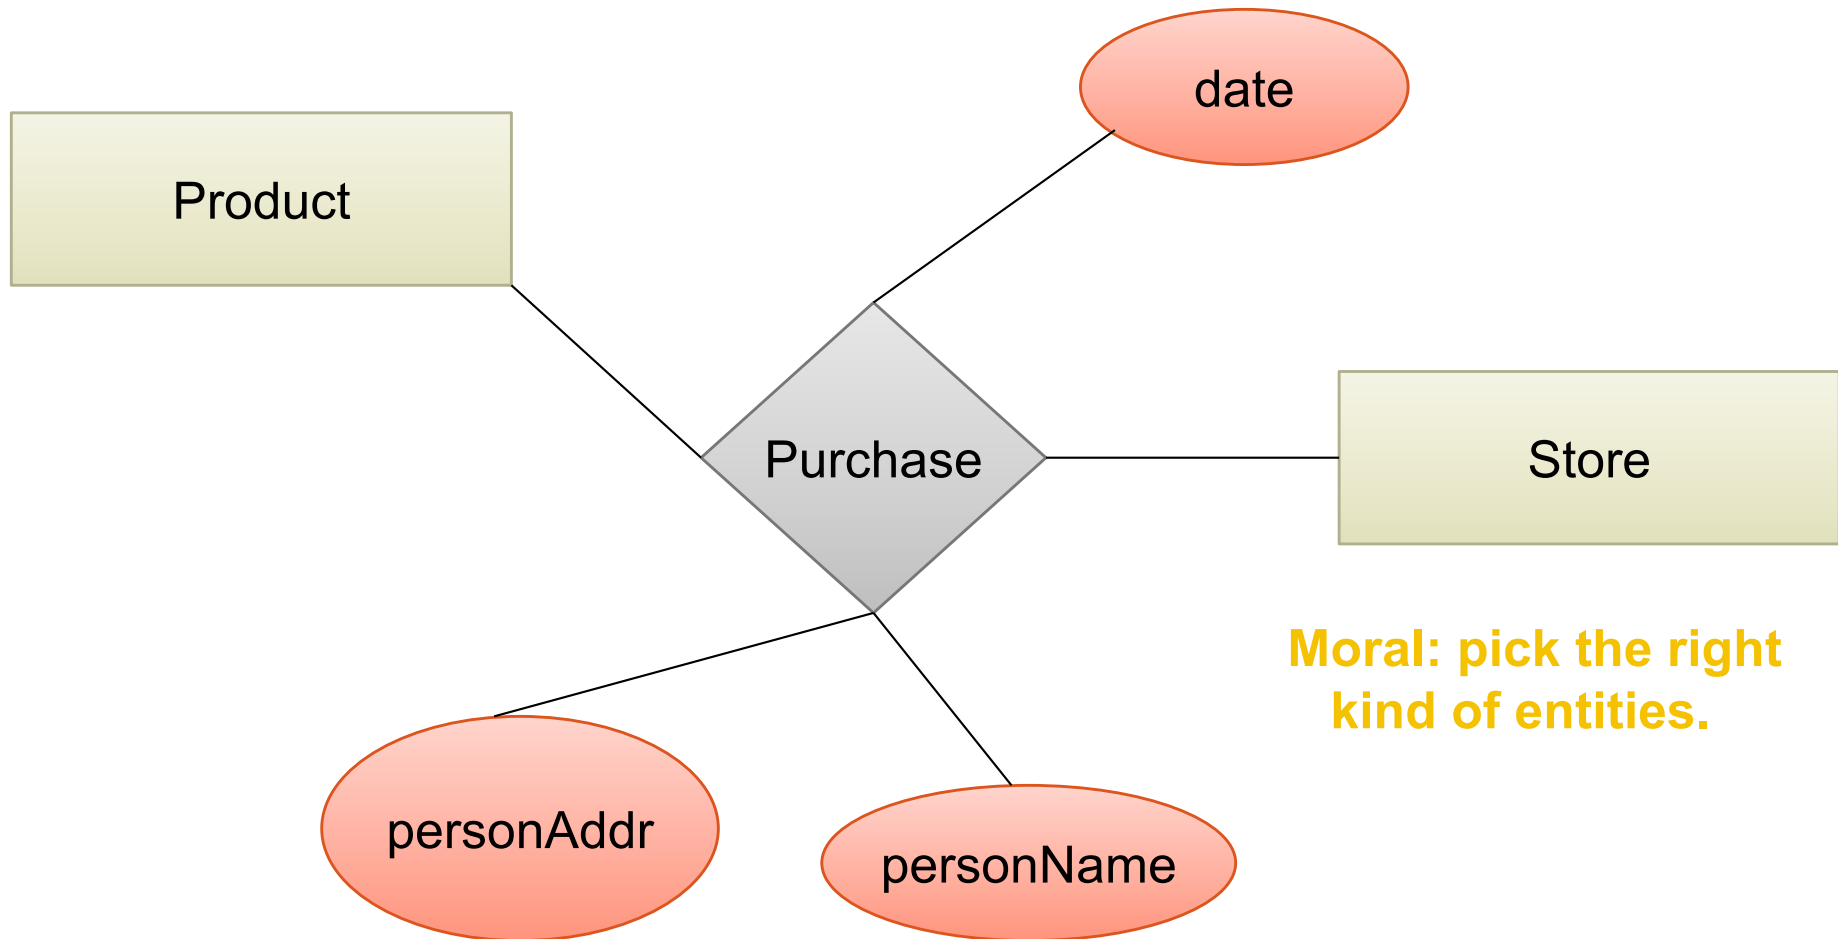 date
Product
Purchase
Store
Moral: pick the right
kind of entities.
personAddr
personName